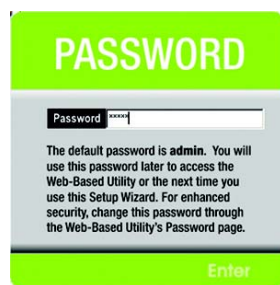 PASSWORD
Password xxxxx
The default password is admin. You will
use this password later to access the
Web-Based Utility or the next time you
use this Setup Wizard. For enhanced
security, change this password through
the Web-Based Utility's Password page.
Enter